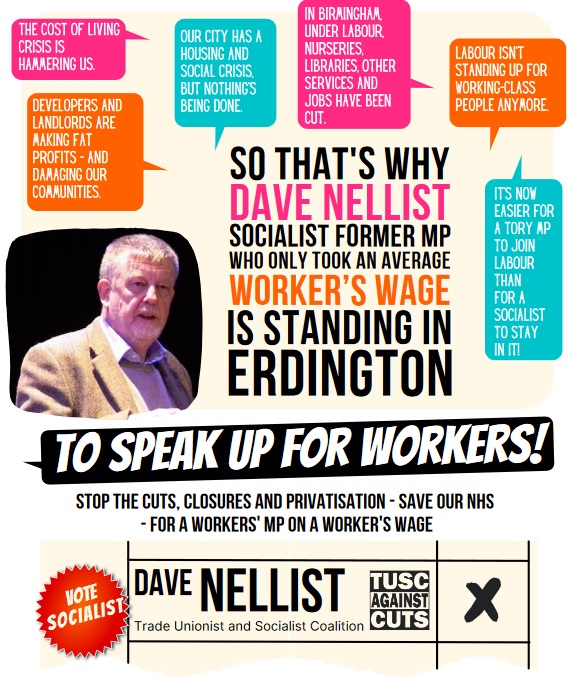 THE COST OF LIVING
CRISIS IS
HAMMERING US.
OUR CITY HAS A
HOUSING AND
SOCIAL CRISIS,
BUT NOTHING'S
BEING DONE.
IN BIRMINGHAM,
UNDER LABOUR,
NURSERIES,
LIBRARIES, OTHER
SERVICES AND
JOBS HAVE BEEN
CUT.
LABOUR ISN'T
STANDING UP FOR
WORKING-CLASS
PEOPLE ANYMORE.
DEVELOPERS AND
LANDLORDS ARE
MAKING FAT
PROFITS - AND
DAMAGING OUR
COMMUNITIES.
IT'S NOW
EASIER FOR
A TORY MP
TO JOIN
LABOUR
THAN
FOR A
SOCIALIST
TO STAY
IN IT!
SO THAT'S WHY
DAVE NELLIST
SOCIALIST FORMER MP
WHO ONLY TOOK AN AVERAGE
WORKER'S WAGE
IS STANDING IN
ERDINGTON
TO SPEAK UP FOR WORKERS!
STOP THE CUTS, CLOSURES AND PRIVATISATION - SAVE OUR NHS
- FOR A WORKERS' MP ON A WORKER'S WAGE
VOTE
SOCIALIST
DAVE NELLIST
Trade Unionist and Socialist Coalition
TUSC
AGAINST
CUTS
X